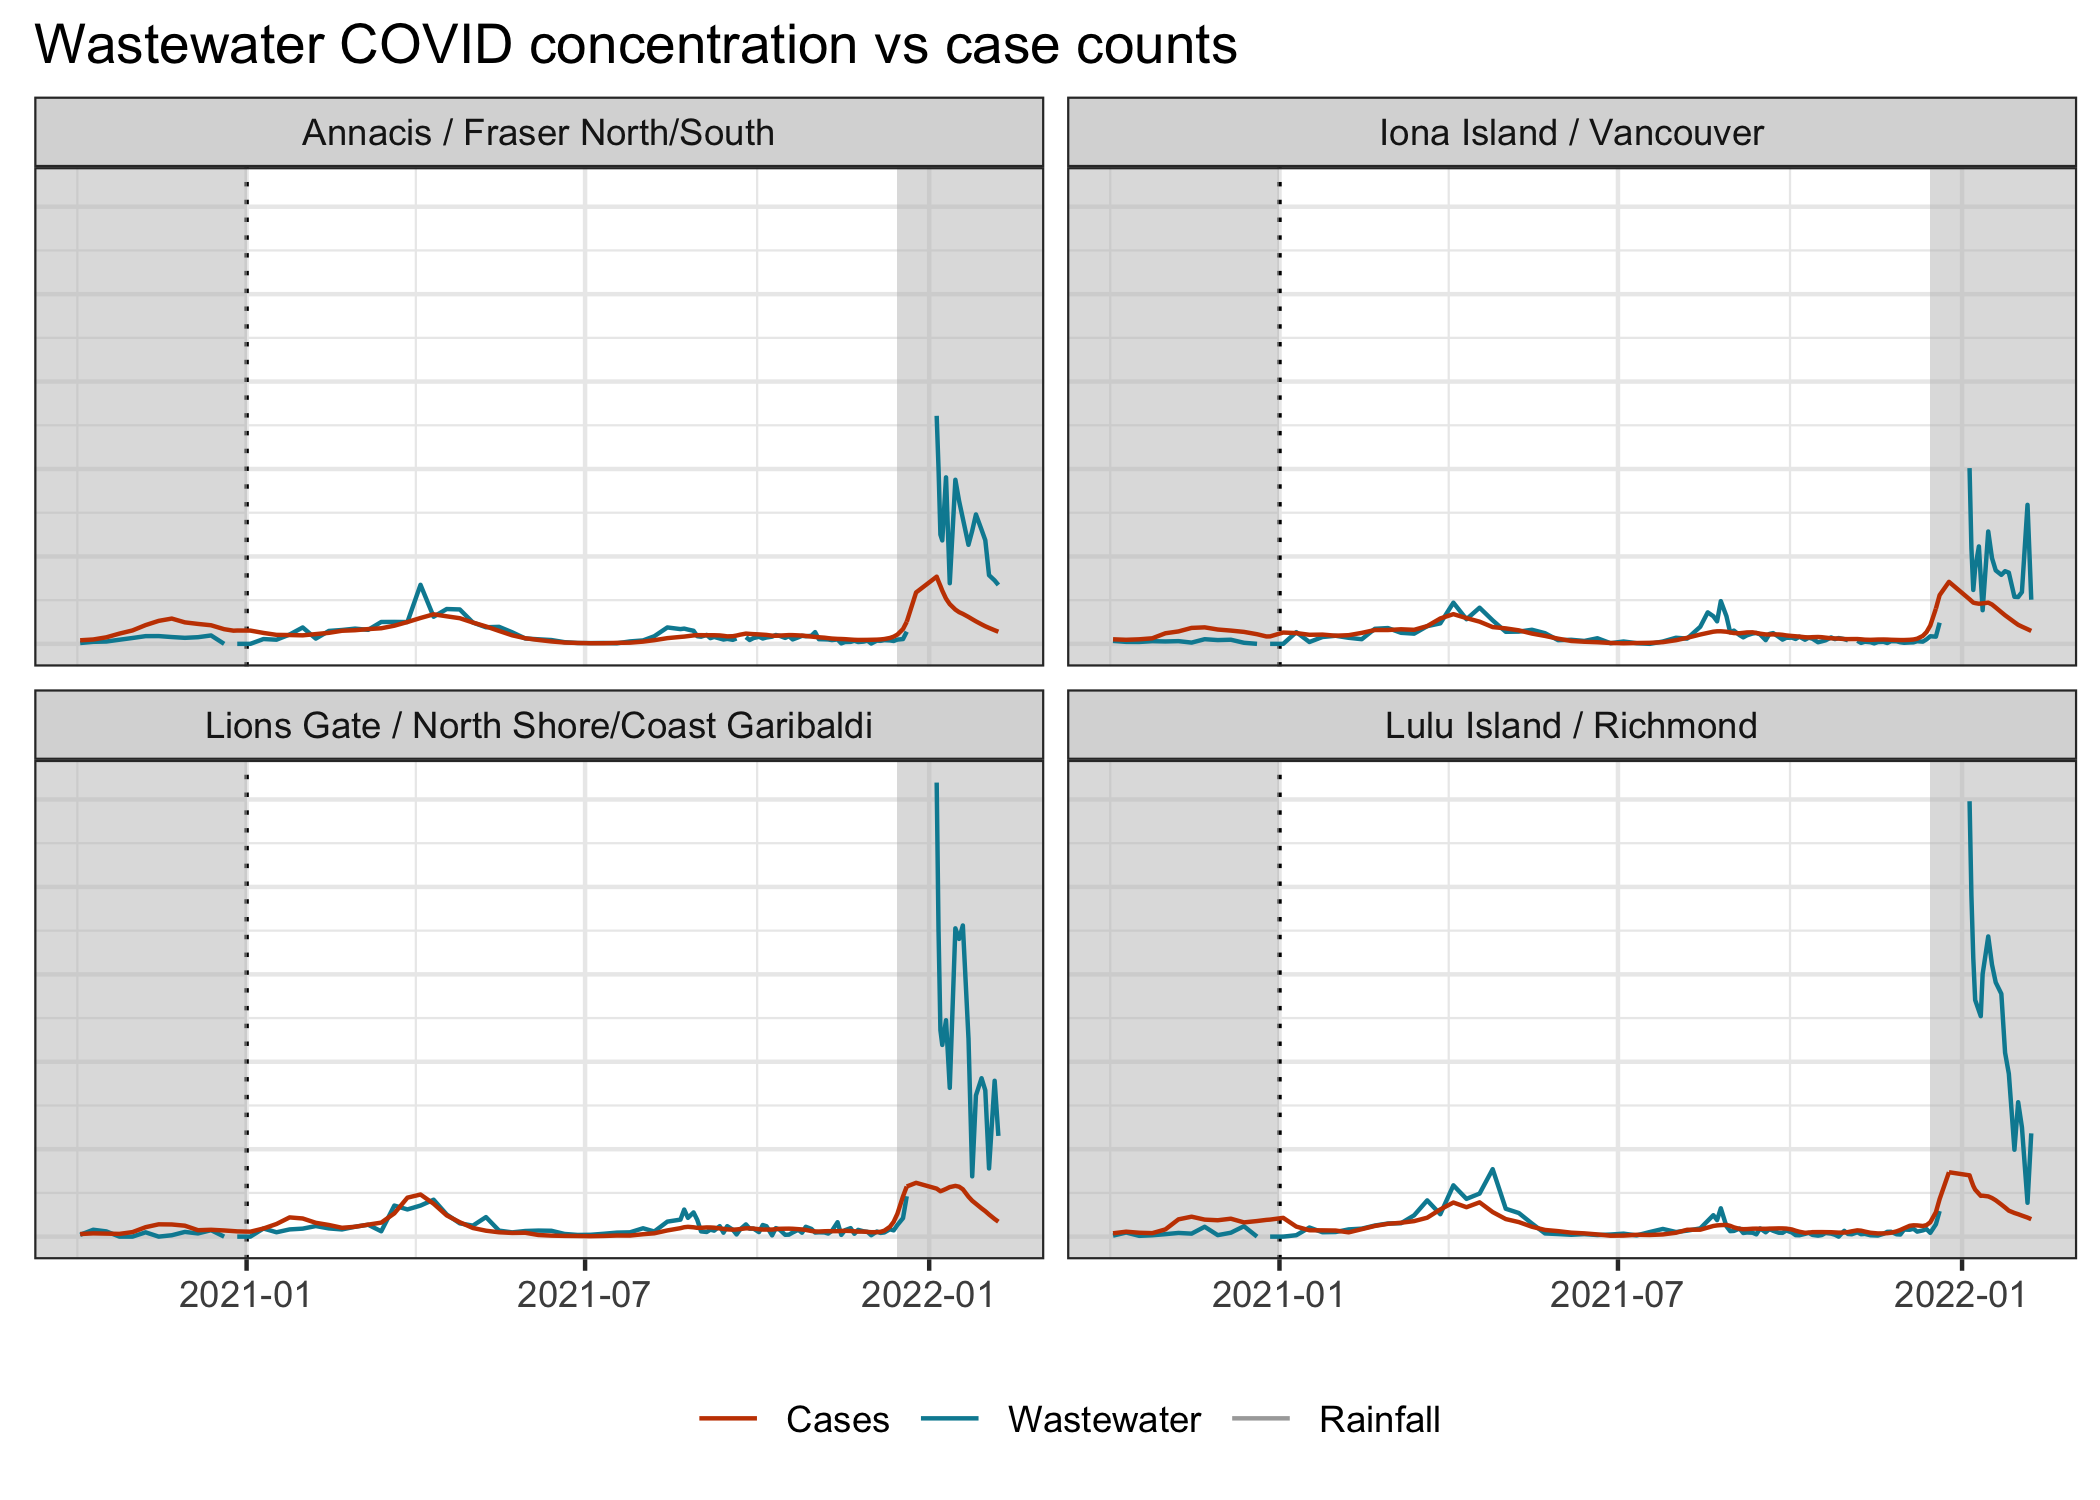 Wastewater COVID concentration vs case counts
Annacis / Fraser North/South
Iona Island / Vancouver
Lions Gate / North Shore/Coast Garibaldi
Lulu Island / Richmond
2021-01 2021-07 2022-01 2021-01 2021-07 2022-01
Cases Wastewater Rainfall